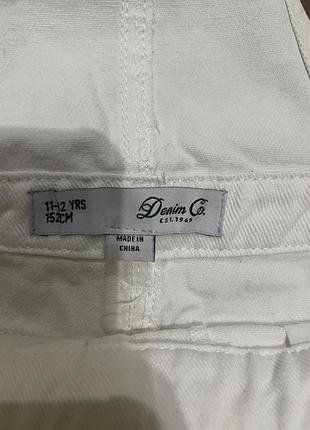 11-12 YRS
152CM
Denim Co.
EST. 1969
MADE IN
CHINA